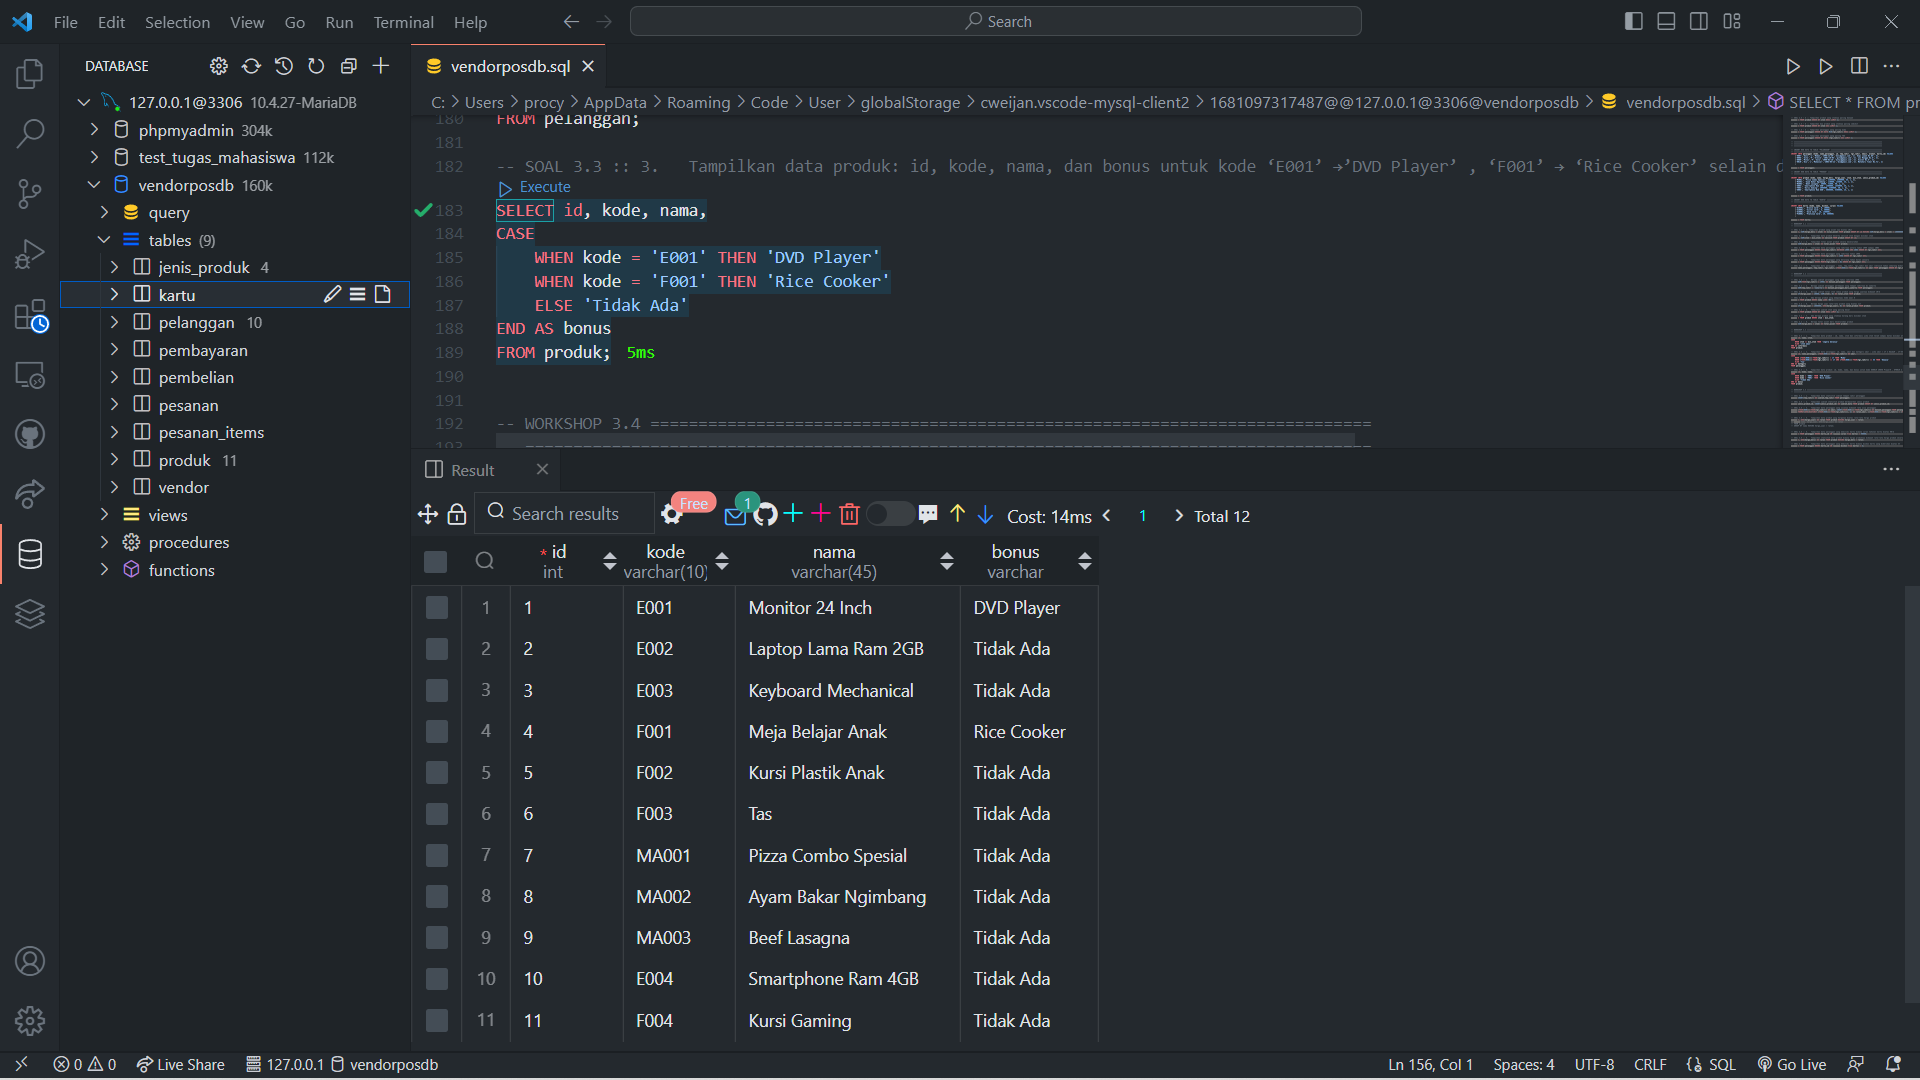 File Edit Selection View Go Run Terminal Help
Search
DATABASE
127.0.0.1@3306 10.4.27-MariaDB
phpmyadmin 304k
test_tugas_mahasiswa 112k
vendorposdb 160k
query
tables (9)
jenis_produk 4
kartu
pelanggan 10
pembayaran
pembelian
pesanan
pesanan_items
produk 11
vendor
views
procedures
functions
vendorposdb.sql
C: > Users > procy > AppData > Roaming > Code > User > globalStorage > cweijan.vscode-mysql-client2 > 1681097317487@@127.0.0.1@3306@vendorposdb > vendorposdb.sql > SELECT * FROM pr
180 FROM pelanggan;
181
182 -- SOAL 3.3 :: 3. Tampilkan data produk: id, kode, nama, dan bonus untuk kode ‘E001’ →’DVD Player’ , ‘F001’ → ‘Rice Cooker’ selain d
Execute
183 SELECT id, kode, nama,
184 CASE
185 WHEN kode = 'E001' THEN 'DVD Player'
186 WHEN kode = 'F001' THEN 'Rice Cooker'
187 ELSE 'Tidak Ada'
188 END AS bonus
189 FROM produk; 5ms
190
191
192 -- WORKSHOP 3.4 ===========================================================================
193
Result
Search results Free 1 Cost: 14ms < 1 > Total 12
* id kode nama bonus
int varchar(10) varchar(45) varchar
1 1 E001 Monitor 24 Inch DVD Player
2 2 E002 Laptop Lama Ram 2GB Tidak Ada
3 3 E003 Keyboard Mechanical Tidak Ada
4 4 F001 Meja Belajar Anak Rice Cooker
5 5 F002 Kursi Plastik Anak Tidak Ada
6 6 F003 Tas Tidak Ada
7 7 MA001 Pizza Combo Spesial Tidak Ada
8 8 MA002 Ayam Bakar Ngimbang Tidak Ada
9 9 MA003 Beef Lasagna Tidak Ada
10 10 E004 Smartphone Ram 4GB Tidak Ada
11 11 F004 Kursi Gaming Tidak Ada
0 0 Live Share 127.0.0.1 vendorposdb Ln 156, Col 1 Spaces: 4 UTF-8 CRLF SQL Go Live